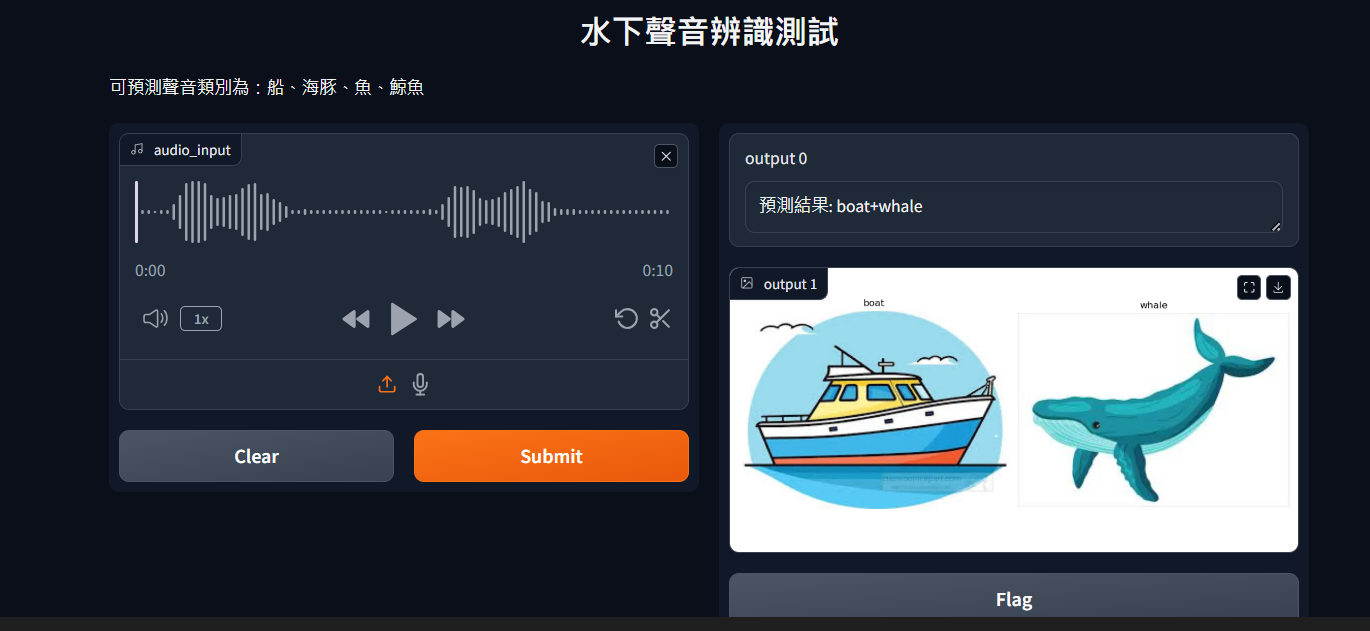 水下聲音辨識測試
可預測聲音類別為：船、海豚、魚、鯨魚
audio_input
0:00
0:10
1x
Clear
Submit
output 0
預測結果: boat+whale
output 1
boat
whale
Flag